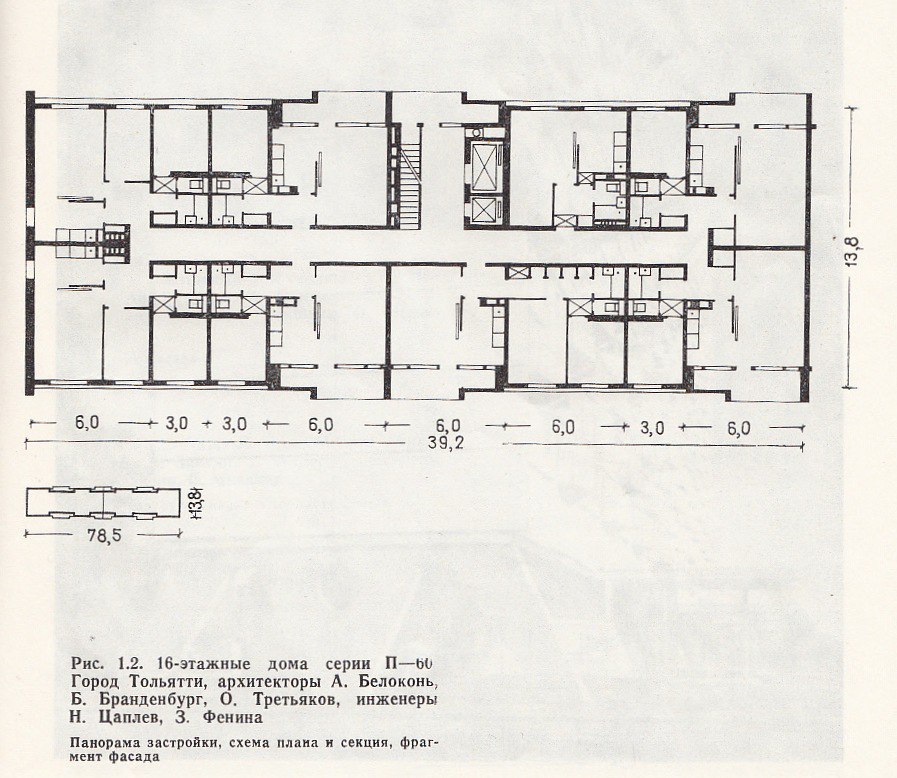 13,8
6,0 3,0 3,0 6,0 6,0 6,0 3,0 6,0
39,2
13,8
78,5
Рис. 1.2. 16-этажные дома серии П—60
Город Тольятти, архитекторы А. Белоконь,
Б. Бранденбург, О. Третьяков, инженеры
Н. Цаплев, З. Фенина
Панорама застройки, схема плана и секция, фраг-
мент фасада